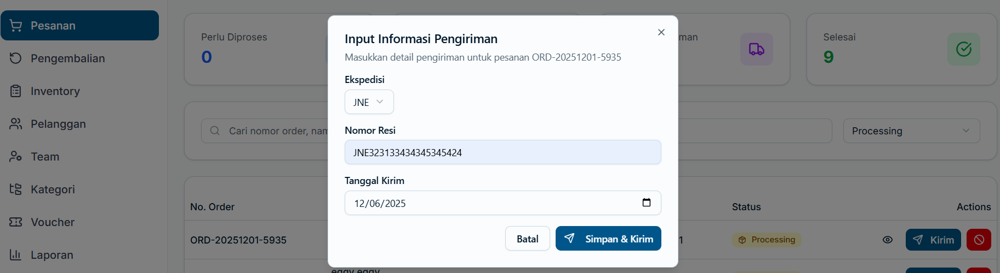 Pesanan
Pengembalian
Inventory
Pelanggan
Team
Kategori
Voucher
Laporan
Perlu Diproses
0
Selesai
9
Cari nomor order,
Processing
No. Order
Status
Actions
ORD-20251201-5935
1
Processing
Kirim
eggy eggy
Input Informasi Pengiriman
Masukkan detail pengiriman untuk pesanan ORD-20251201-5935
Ekspedisi
JNE
Nomor Resi
JNE323133434345345424
Tanggal Kirim
12/06/2025
Batal
Simpan & Kirim